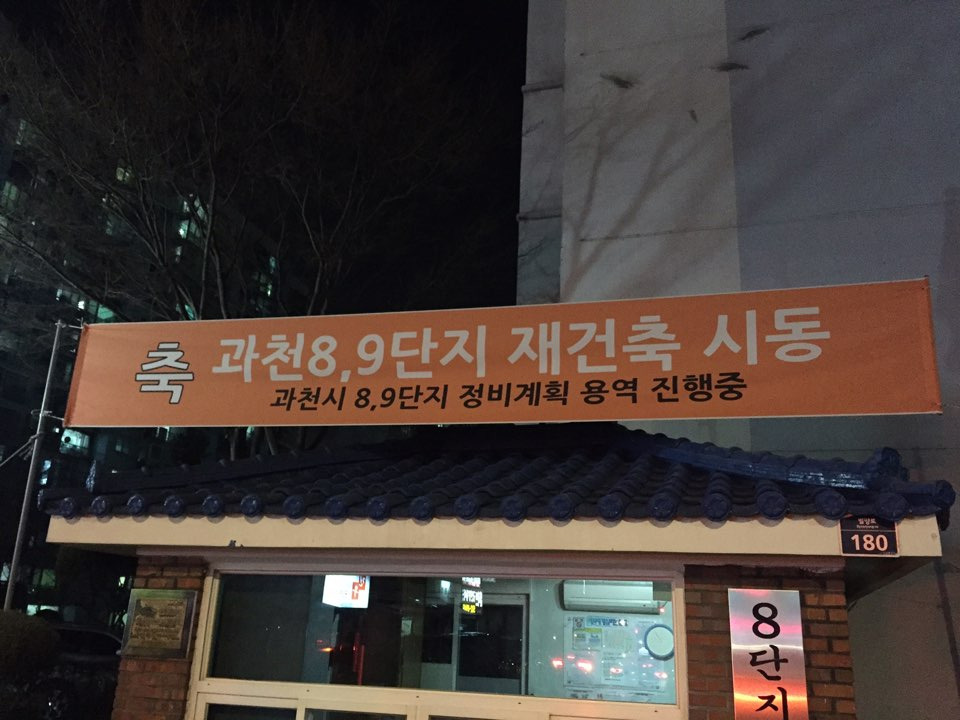 축 과천8,9단지 재건축 시동
과천시 8,9단지 정비계획 용역 진행중
180
8단지